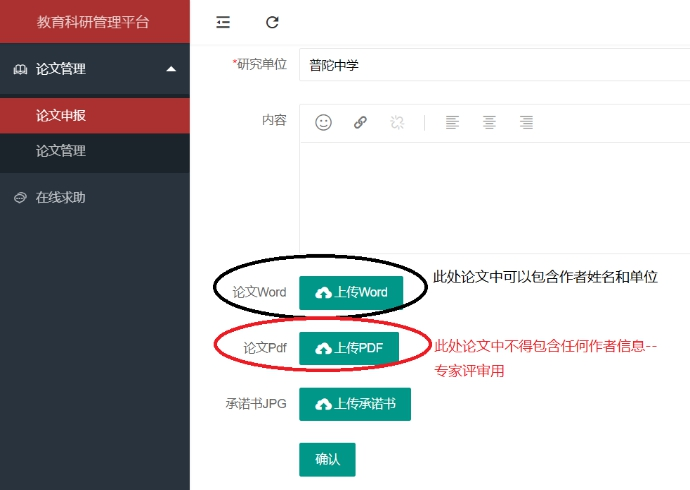 教育科研管理平台
论文管理
论文申报
论文管理
在线求助
*研究单位
普陀中学
内容
论文Word
上传Word
此处论文中可以包含作者姓名和单位
论文Pdf
上传PDF
此处论文中不得包含任何作者信息--
专家评审用
承诺书JPG
上传承诺书
确认